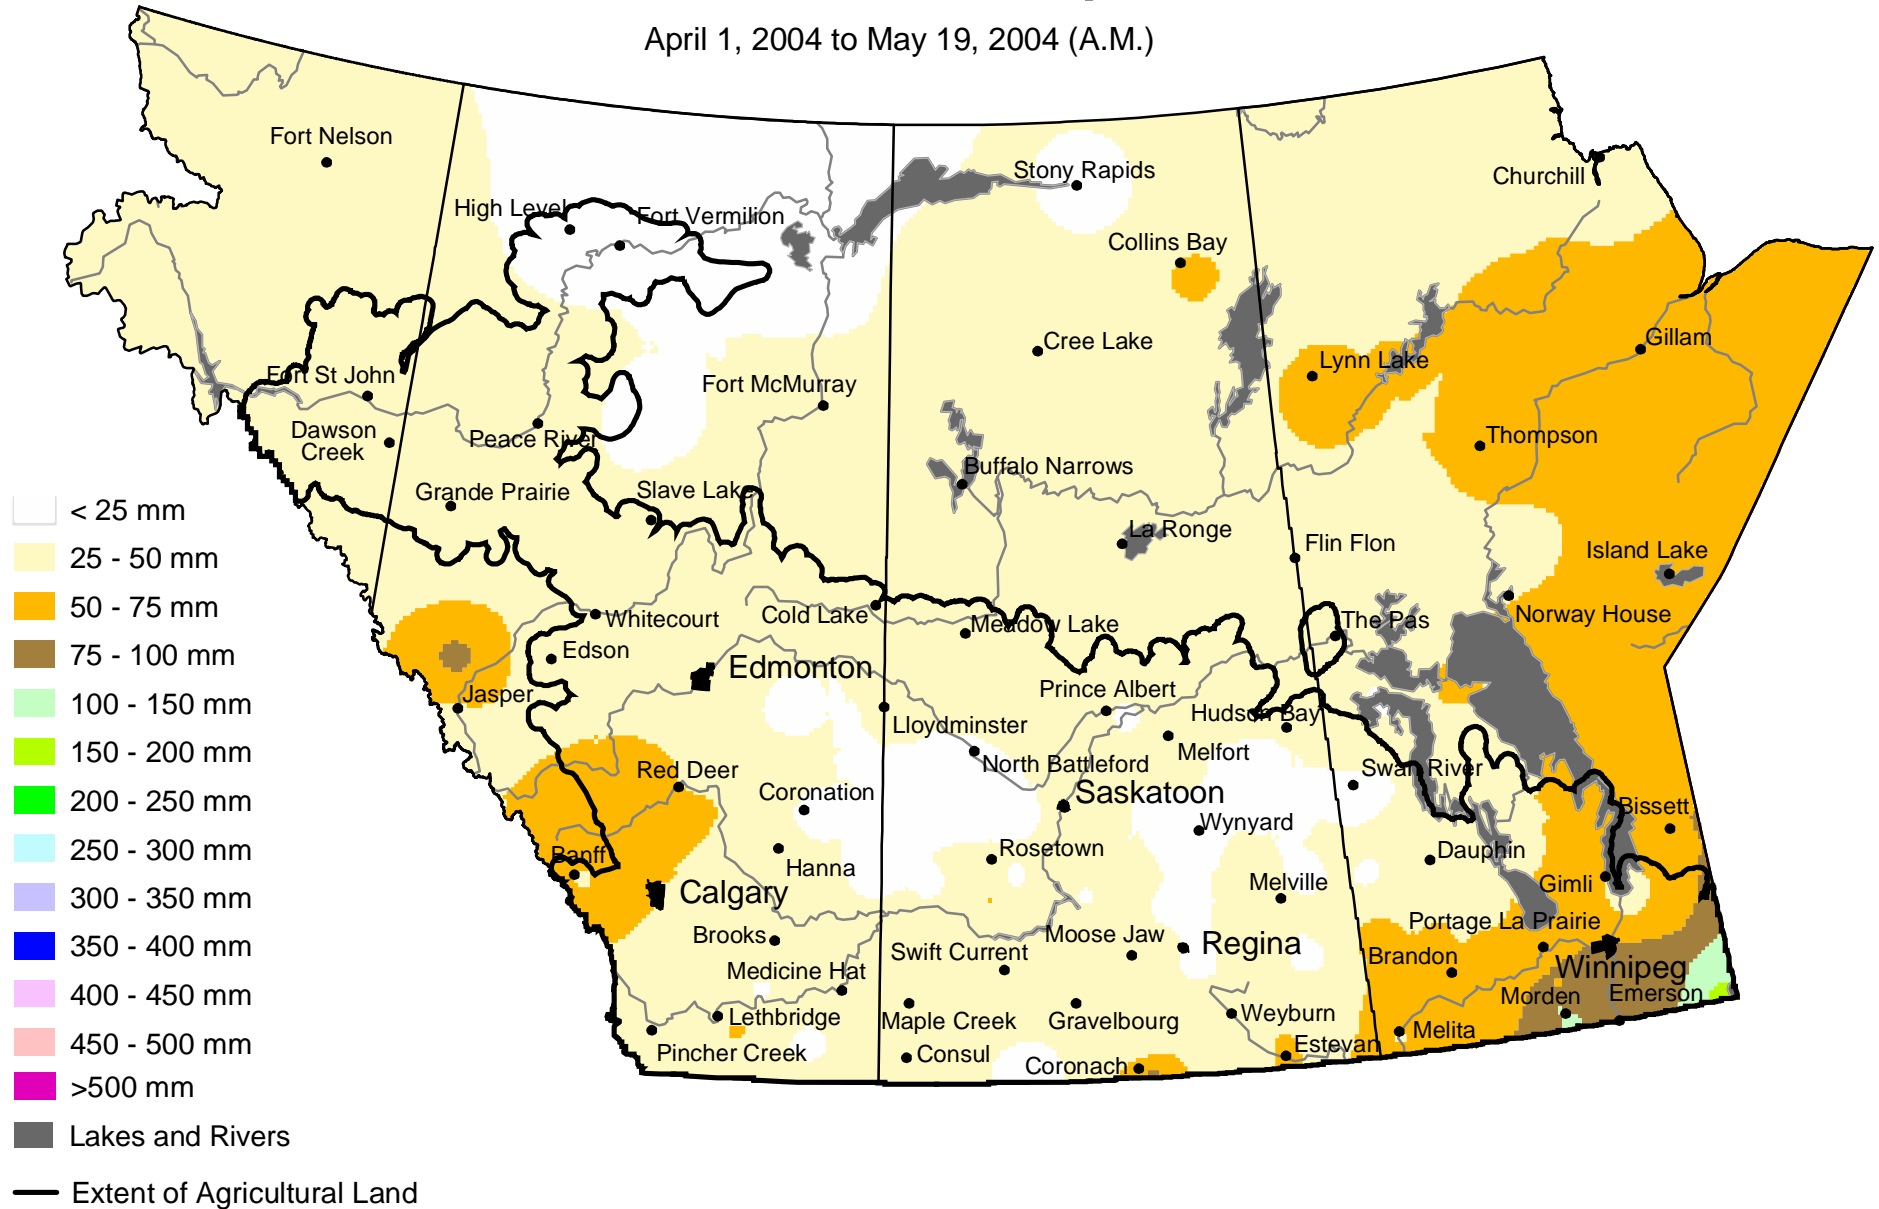 April 1, 2004 to May 19, 2004 (A.M.)
Fort Nelson
Churchill
Stony Rapids
High Level
Fort Vermilion
Collins Bay
Gillam
Cree Lake
Lynn Lake
Fort St John
Fort McMurray
Dawson
Creek
Peace River
Thompson
Buffalo Narrows
Grande Prairie
Slave Lake
La Ronge
Flin Flon
Island Lake
Whitecourt
Cold Lake
Meadow Lake
The Pas
Norway House
Edson
Edmonton
Jasper
Prince Albert
Lloydminster
Hudson Bay
Melfort
North Battleford
Red Deer
Swan River
Coronation
Saskatoon
Bissett
Wynyard
Banff
Rosetown
Dauphin
Hanna
Calgary
Melville
Gimli
Portage La Prairie
Brooks
Moose Jaw
Regina
Swift Current
Brandon
Medicine Hat
Winnipeg
Morden
Emerson
Lethbridge
Maple Creek
Gravelbourg
Weyburn
Melita
Pincher Creek
Consul
Coronach
Estevan
< 25 mm
25 - 50 mm
50 - 75 mm
75 - 100 mm
100 - 150 mm
150 - 200 mm
200 - 250 mm
250 - 300 mm
300 - 350 mm
350 - 400 mm
400 - 450 mm
450 - 500 mm
>500 mm
Lakes and Rivers
Extent of Agricultural Land